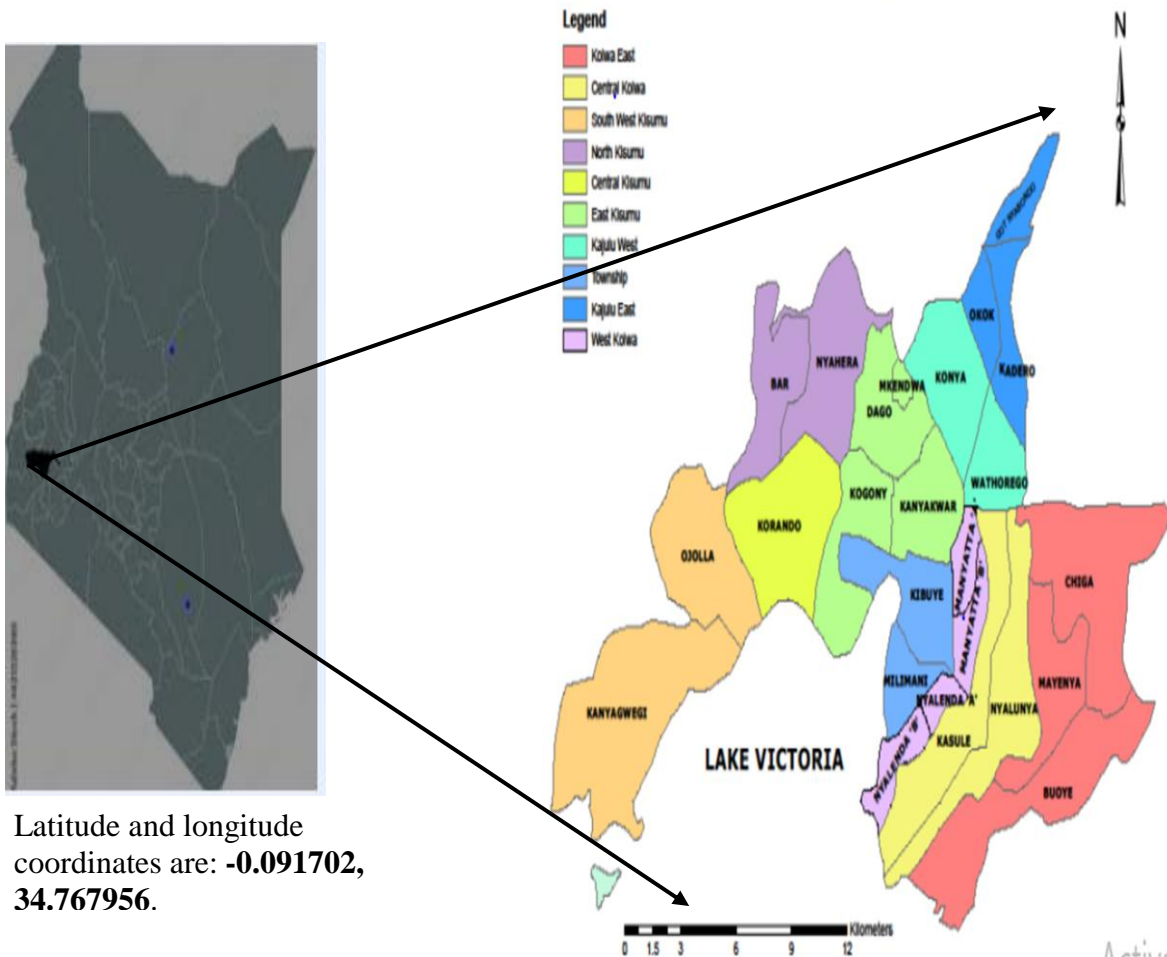 Legend
Kolwa East
Central Kolwa
South West Kisumu
North Kisumu
Central Kisumu
East Kisumu
Kajulu West
Township
Kajulu East
West Kolwa
N
OKOK
KADERO
NYAHERA
BAR
MKENDWA
KONYA
DAGO
WATHOREGO
KOGONY
KANYAKWAR
KORANDO
OJOLLA
MANYATTA 'A'
CHIGA
KIBUYE
MANYATTA 'B'
MILIMANI
MAYENYA
NYALENDA 'A'
NYALUNYA
KANYAGWEGI
KASULE
NYALENDA 'B'
LAKE VICTORIA
BUOYE
Kilometers
0 1.5 3 6 9 12
Latitude and longitude
coordinates are: -0.091702,
34.767956.